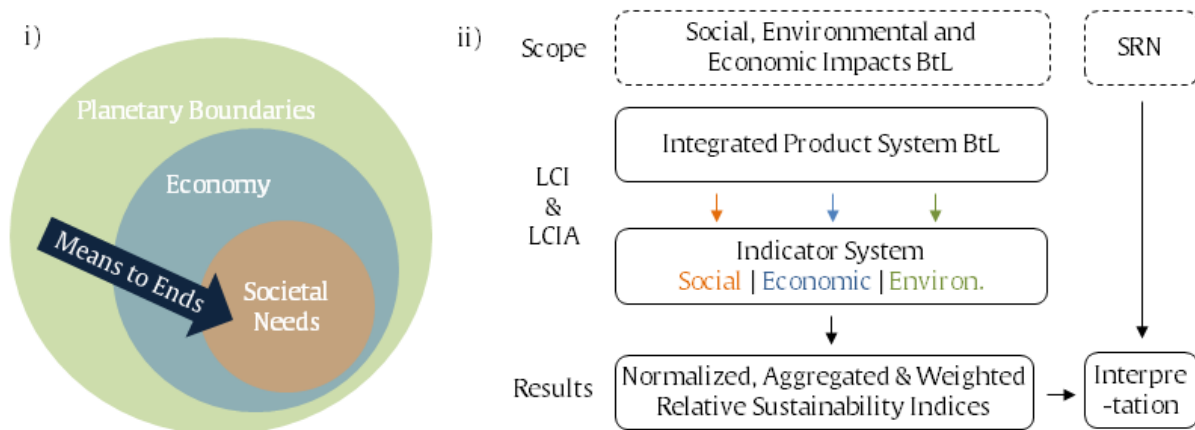 i)
Planetary Boundaries
Economy
Means to Ends
Societal
Needs
ii)
Scope
Social, Environmental and
Economic Impacts BtL
SRN
Integrated Product System BtL
LCI
&
LCIA
Indicator System
Social | Economic | Environ.
Results
Normalized, Aggregated & Weighted
Relative Sustainability Indices
Interpre
-tation